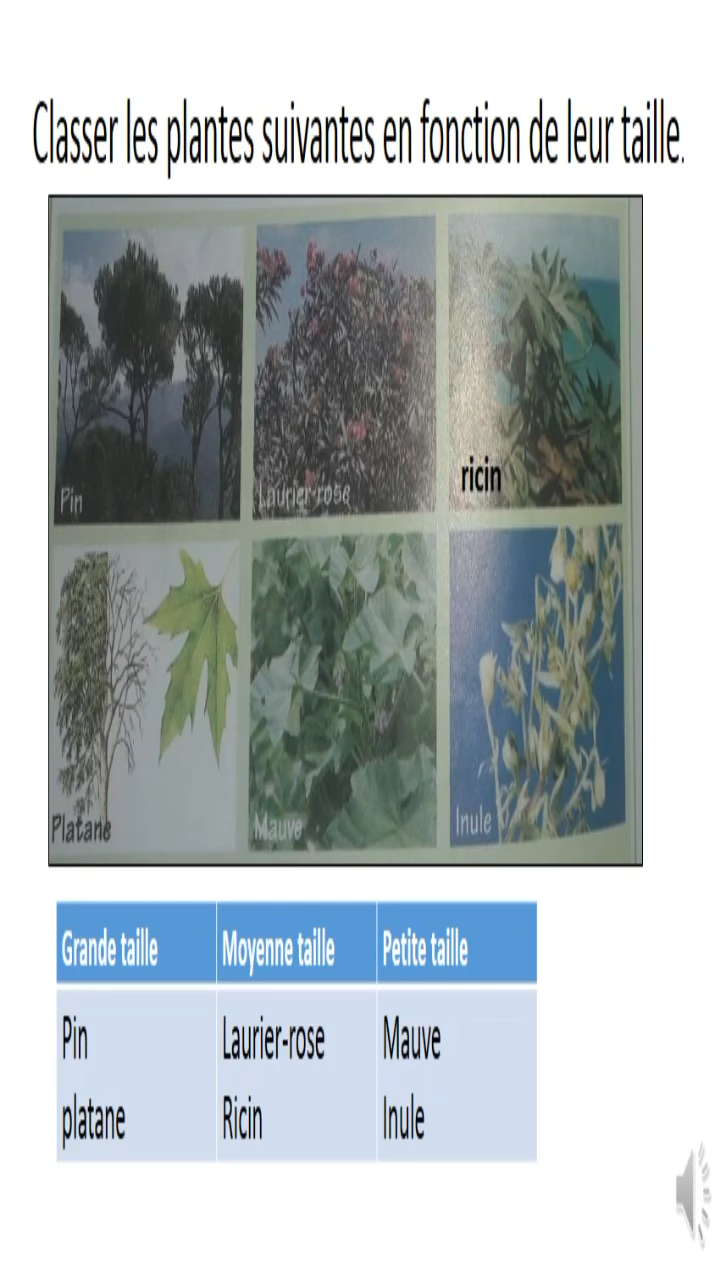 Classer les plantes suivantes en fonction de leur taille.
Pin
Laurier-rose
ricin
Platane
Mauve
Inule
Grande taille
Moyenne taille
Petite taille
Pin
Laurier-rose
Mauve
platane
Ricin
Inule